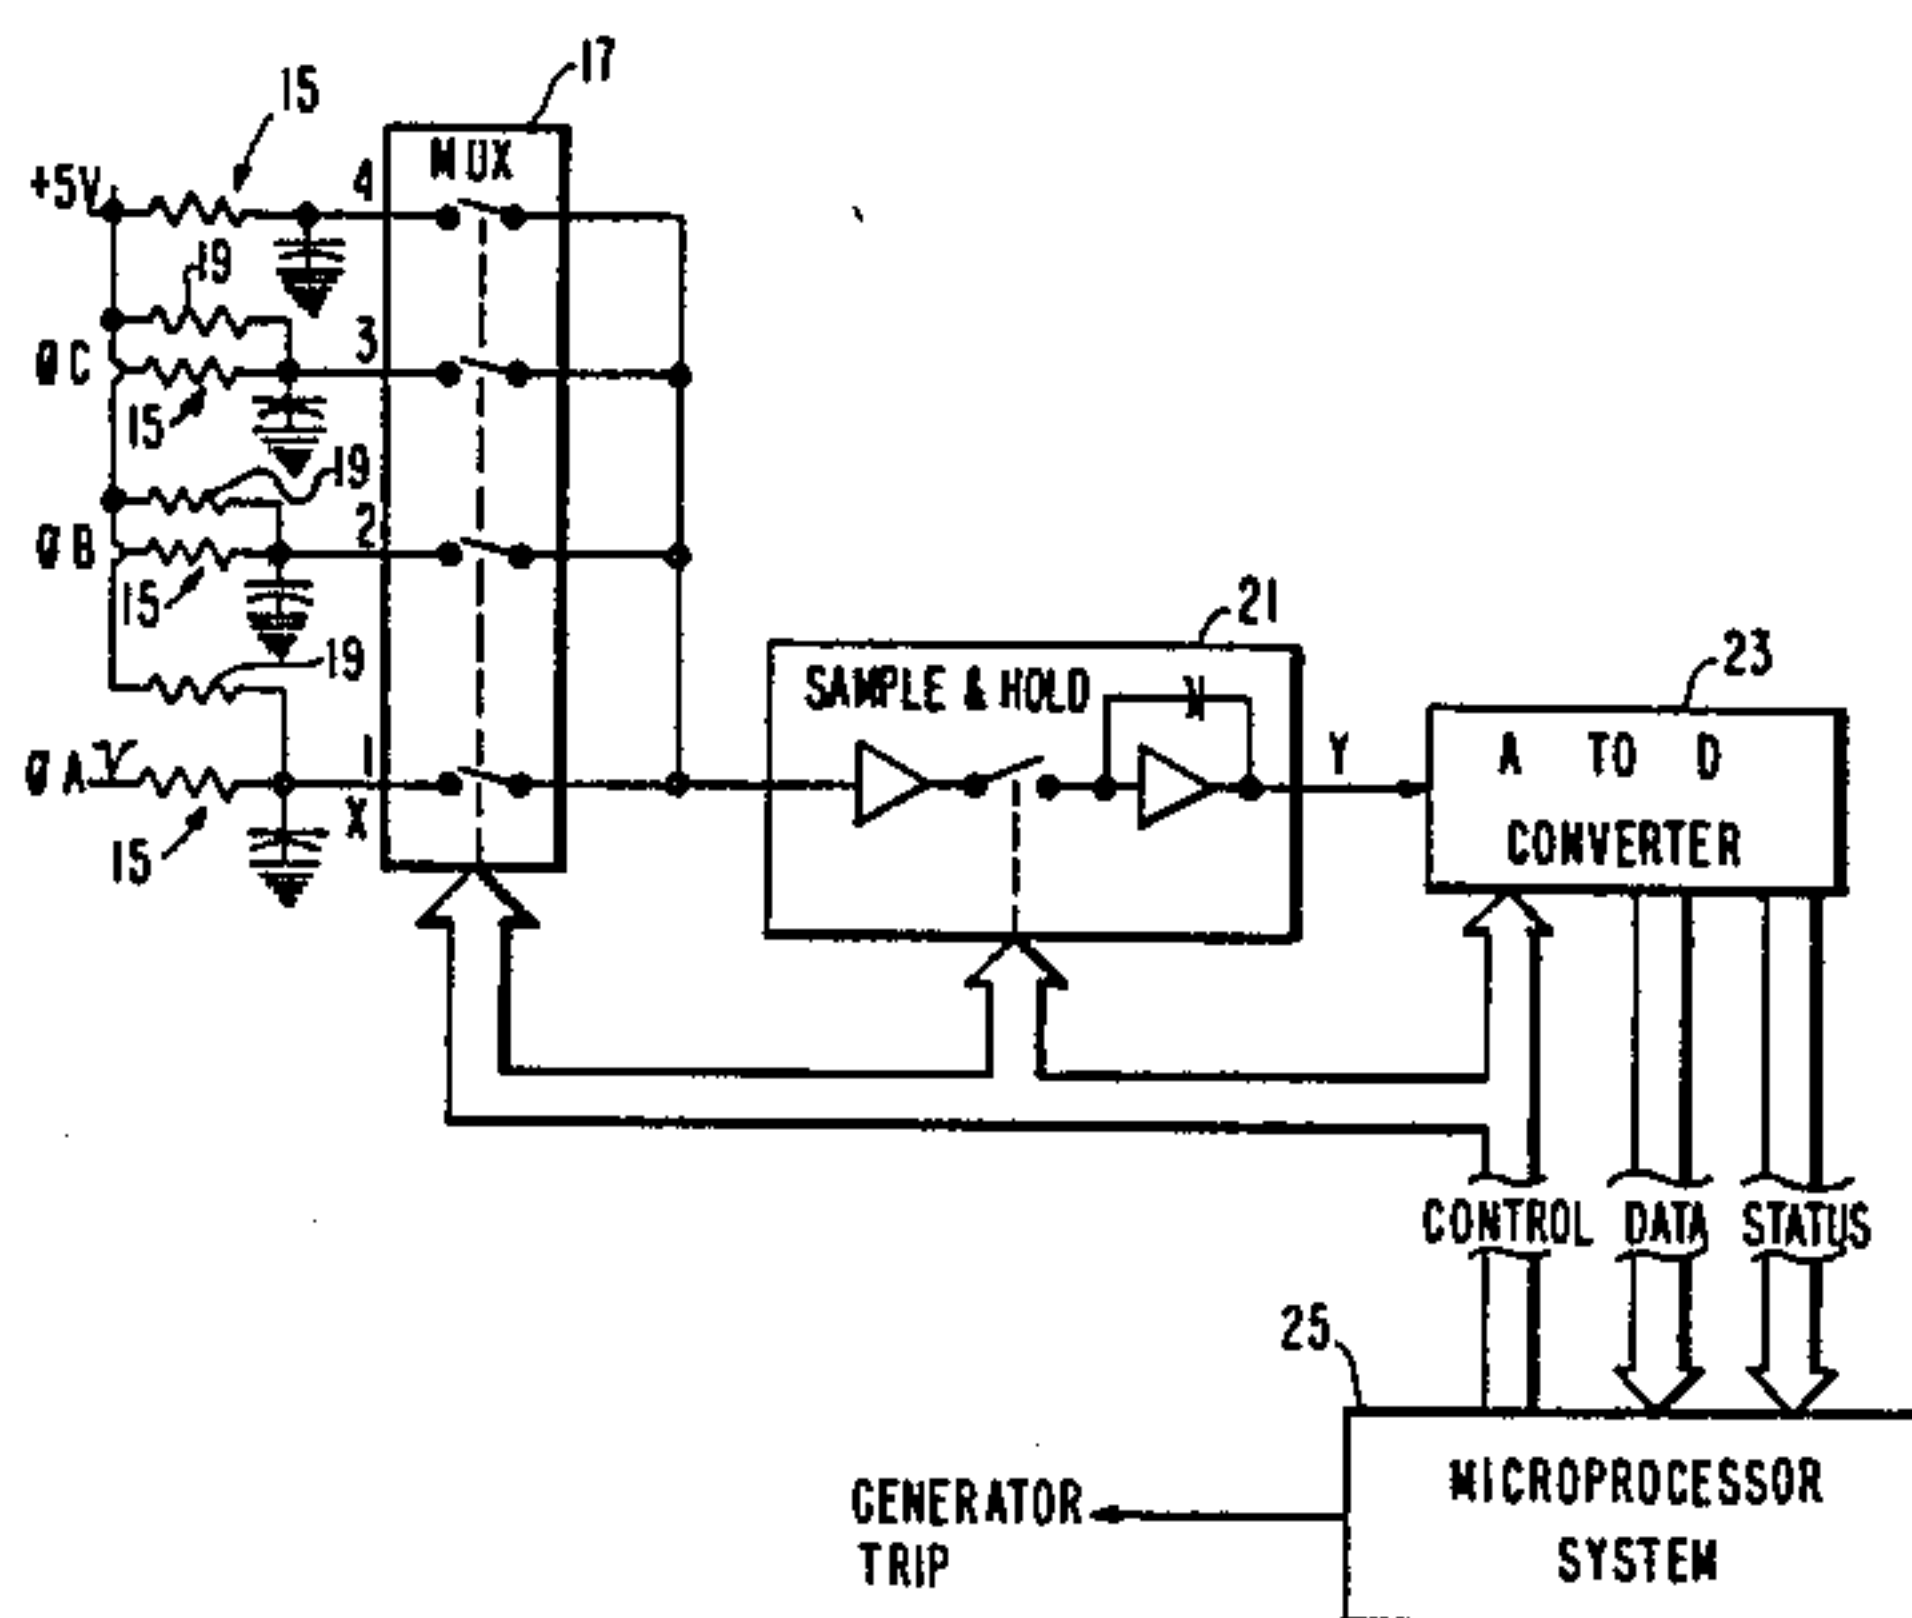 17
15
MUX
+5V
4
19
3
ØC
15
19
2
ØB
15
21
19
23
SAMPLE & HOLD
Y
A TO D
CONVERTER
ØA
V
1
X
15
CONTROL
DATA
STATUS
25
MICROPROCESSOR
SYSTEM
GENERATOR
TRIP